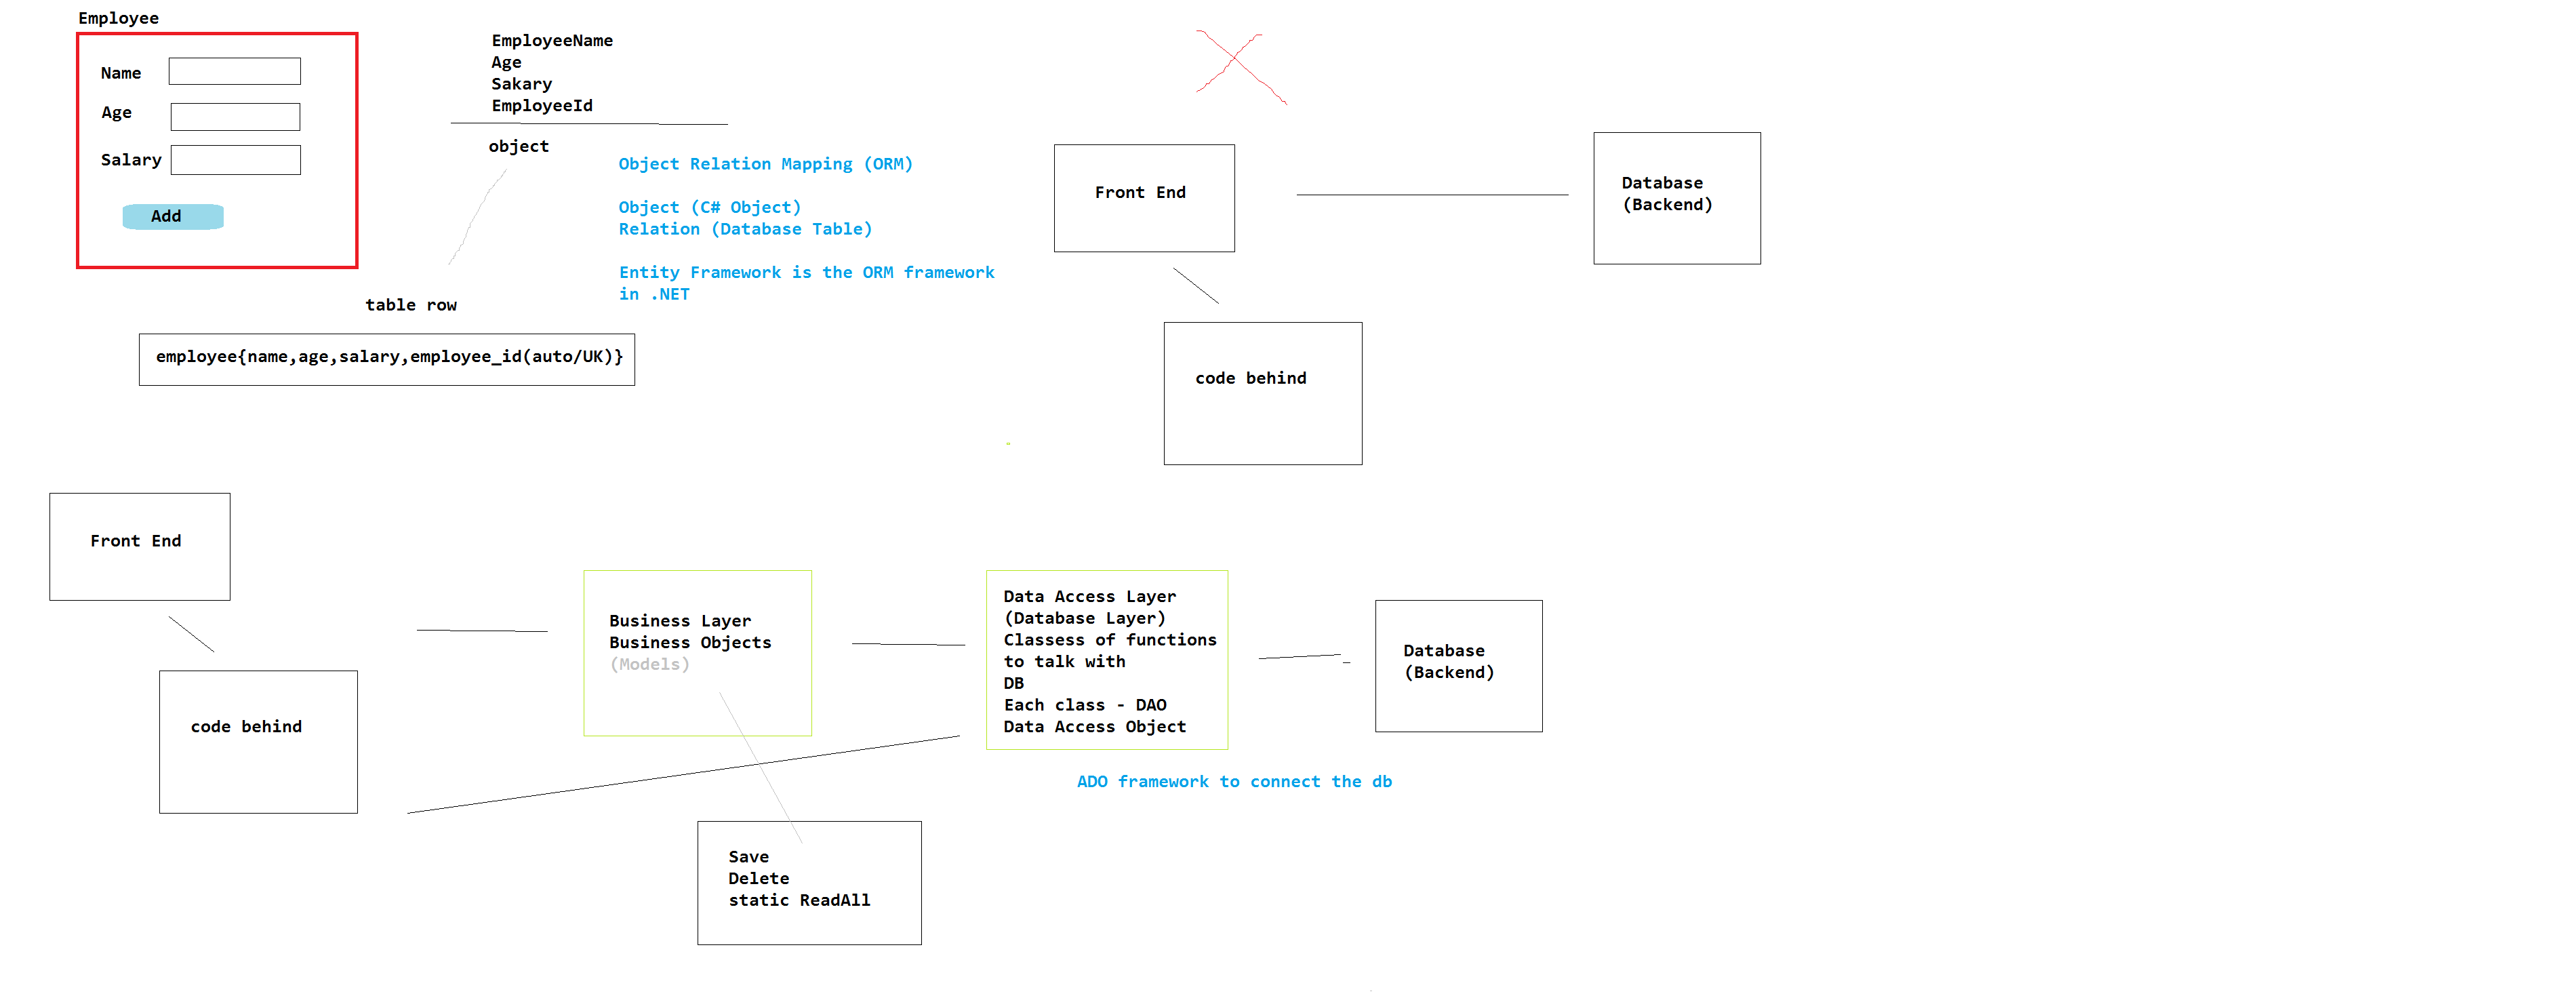 Employee
Name
Age
Salary
Add
EmployeeName
Age
Sakary
EmployeeId
object
Object Relation Mapping (ORM)
Object (C# Object)
Relation (Database Table)
Entity Framework is the ORM framework
in .NET
table row
employee{name,age,salary,employee_id(auto/UK)}
Front End
Database
(Backend)
code behind
Front End
code behind
Business Layer
Business Objects
(Models)
Data Access Layer
(Database Layer)
Classess of functions
to talk with
DB
Each class - DAO
Data Access Object
Database
(Backend)
ADO framework to connect the db
Save
Delete
static ReadAll